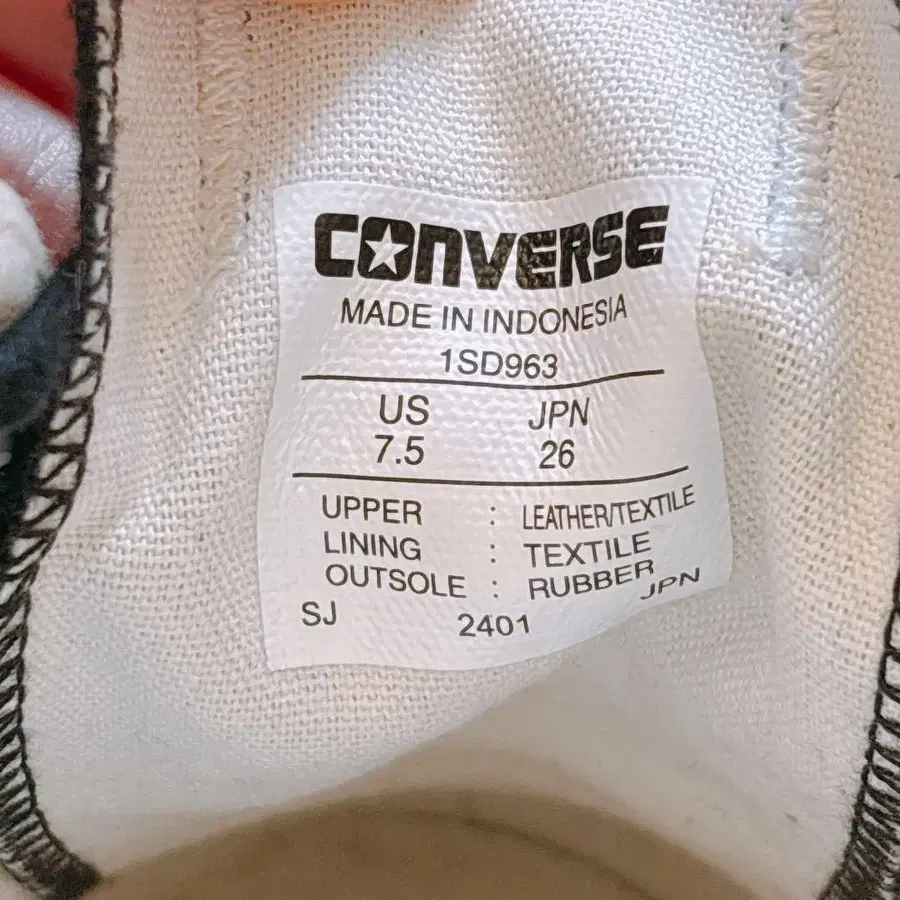 CONVERSE
MADE IN INDONESIA
1SD963
US JPN
7.5 26
UPPER : LEATHER/TEXTILE
LINING : TEXTILE
OUTSOLE : RUBBER
SJ 2401 JPN